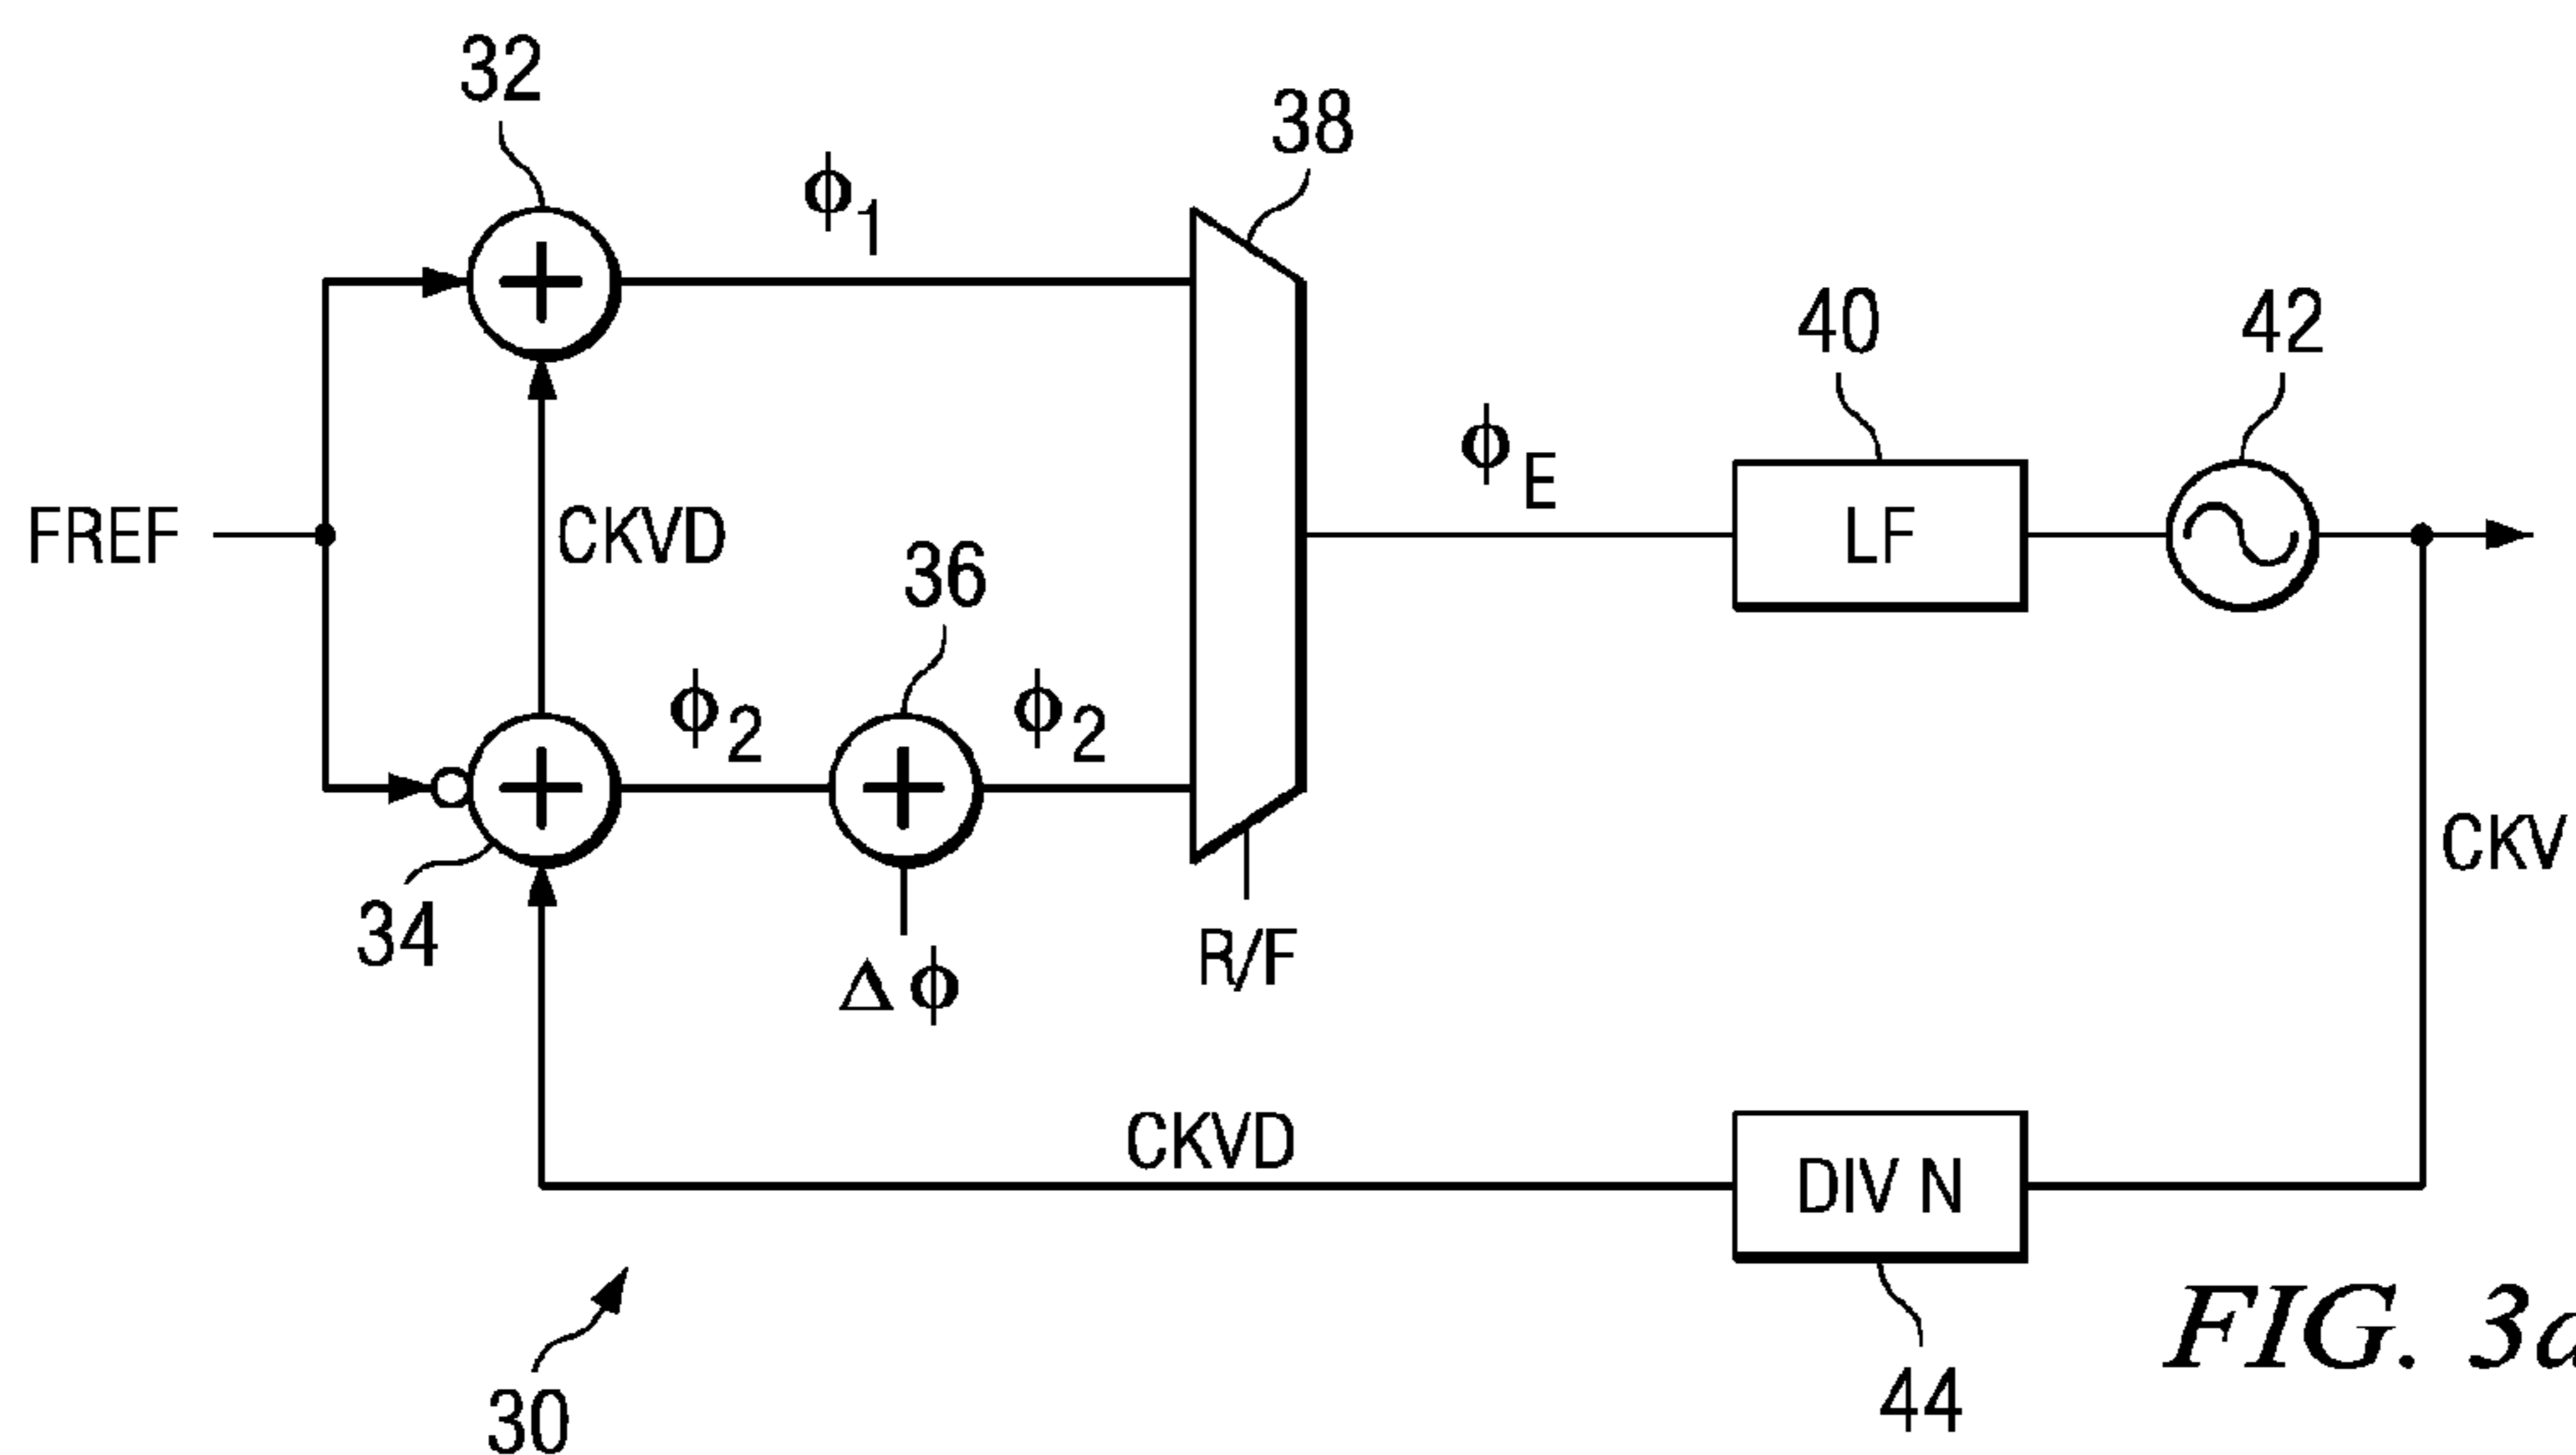 32
38
ϕ1
40
42
ϕE
FREF
CKVD
LF
36
ϕ2
ϕ2
CKV
34
Δϕ
R/F
CKVD
DIV N
30
44
FIG. 3a